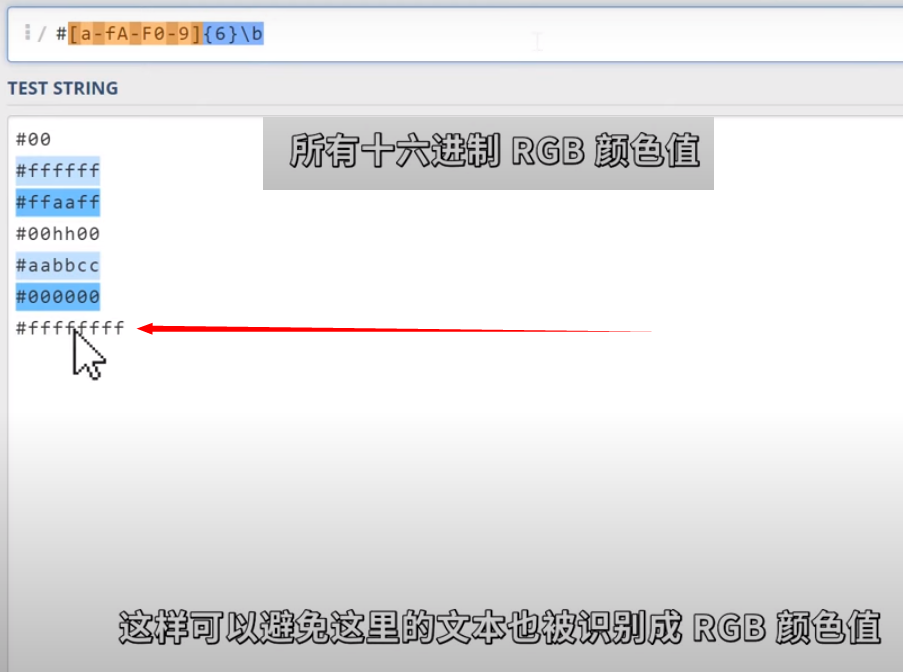 / #[a-fA-F0-9]{6}\b
TEST STRING
#00
所有十六进制 RGB 颜色值
#ffffff
#ffaaff
#00hh00
#aabbcc
#000000
#ffffffff
这样可以避免这里的文本也被识别成 RGB 颜色值